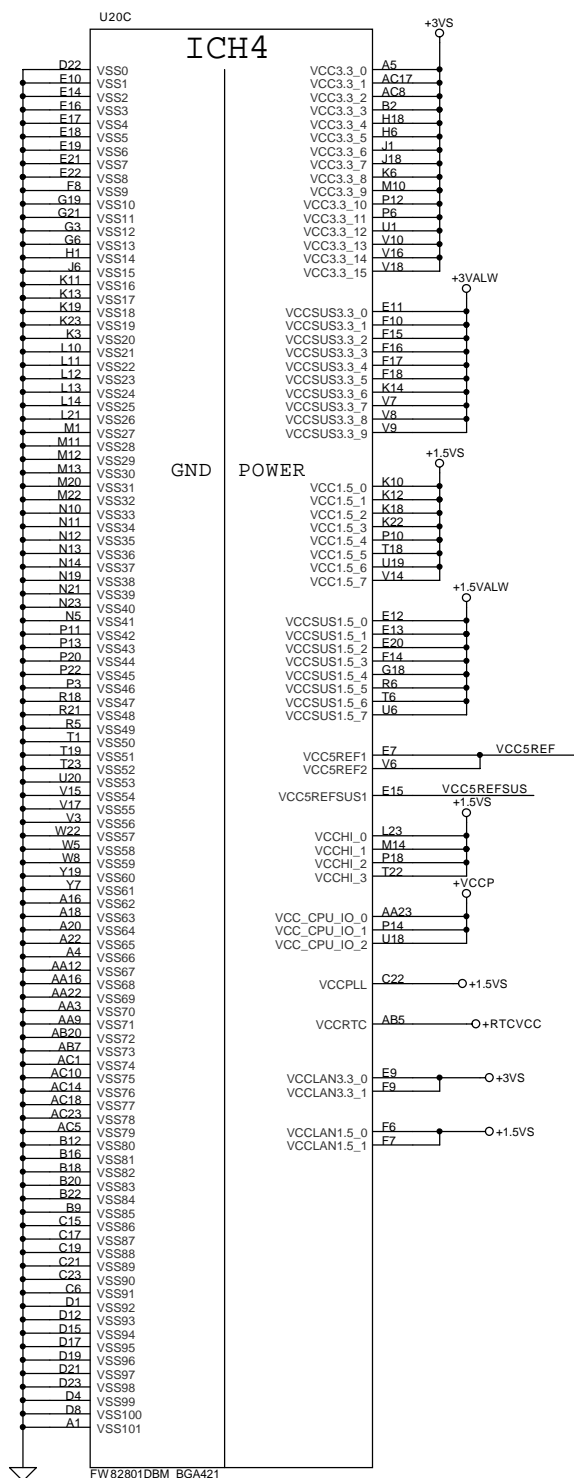 U20C
ICH4
D22 VSS0
E10 VSS1
E14 VSS2
E16 VSS3
E17 VSS4
E18 VSS5
E19 VSS6
E21 VSS7
E22 VSS8
F8 VSS9
G19 VSS10
G21 VSS11
G3 VSS12
G6 VSS13
H1 VSS14
J6 VSS15
K11 VSS16
K13 VSS17
K19 VSS18
K23 VSS19
K3 VSS20
L10 VSS21
L11 VSS22
L12 VSS23
L13 VSS24
L14 VSS25
L21 VSS26
M1 VSS27
M11 VSS28
M12 VSS29
M13 VSS30
M20 VSS31
M22 VSS32
N10 VSS33
N11 VSS34
N12 VSS35
N13 VSS36
N14 VSS37
N19 VSS38
N21 VSS39
N23 VSS40
N5 VSS41
P11 VSS42
P13 VSS43
P20 VSS44
P22 VSS45
P3 VSS46
R18 VSS47
R21 VSS48
R5 VSS49
T1 VSS50
T19 VSS51
T23 VSS52
U20 VSS53
V15 VSS54
V17 VSS55
V3 VSS56
W22 VSS57
W5 VSS58
W8 VSS59
Y19 VSS60
Y7 VSS61
A16 VSS62
A18 VSS63
A20 VSS64
A22 VSS65
A4 VSS66
AA12 VSS67
AA16 VSS68
AA22 VSS69
AA3 VSS70
AA9 VSS71
AB20 VSS72
AB7 VSS73
AC1 VSS74
AC10 VSS75
AC14 VSS76
AC18 VSS77
AC23 VSS78
AC5 VSS79
B12 VSS80
B16 VSS81
B18 VSS82
B20 VSS83
B22 VSS84
B9 VSS85
C15 VSS86
C17 VSS87
C19 VSS88
C21 VSS89
C23 VSS90
C6 VSS91
D1 VSS92
D12 VSS93
D15 VSS94
D17 VSS95
D19 VSS96
D21 VSS97
D23 VSS98
D4 VSS99
D8 VSS100
A1 VSS101
GND POWER
+3VS
VCC3.3_0 A5
VCC3.3_1 AC17
VCC3.3_2 AC8
VCC3.3_3 B2
VCC3.3_4 H18
VCC3.3_5 H6
VCC3.3_6 J1
VCC3.3_7 J18
VCC3.3_8 K6
VCC3.3_9 M10
VCC3.3_10 P12
VCC3.3_11 P6
VCC3.3_12 U1
VCC3.3_13 V10
VCC3.3_14 V16
VCC3.3_15 V18
+3VALW
VCCSUS3.3_0 E11
VCCSUS3.3_1 F10
VCCSUS3.3_2 F15
VCCSUS3.3_3 F16
VCCSUS3.3_4 F17
VCCSUS3.3_5 F18
VCCSUS3.3_6 K14
VCCSUS3.3_7 V7
VCCSUS3.3_8 V8
VCCSUS3.3_9 V9
+1.5VS
VCC1.5_0 K10
VCC1.5_1 K12
VCC1.5_2 K18
VCC1.5_3 K22
VCC1.5_4 P10
VCC1.5_5 T18
VCC1.5_6 U19
VCC1.5_7 V14
+1.5VALW
VCCSUS1.5_0 E12
VCCSUS1.5_1 E13
VCCSUS1.5_2 E20
VCCSUS1.5_3 F14
VCCSUS1.5_4 G18
VCCSUS1.5_5 R6
VCCSUS1.5_6 T6
VCCSUS1.5_7 U6
VCC5REF1 E7 VCC5REF
VCC5REF2 V6
VCC5REFSUS1 E15 VCC5REFSUS
+1.5VS
VCCHI_0 L23
VCCHI_1 M14
VCCHI_2 P18
VCCHI_3 T22
+VCCP
VCC_CPU_IO_0 AA23
VCC_CPU_IO_1 P14
VCC_CPU_IO_2 U18
VCCPLL C22 +1.5VS
VCCRTC AB5 +RTCVCC
VCCLAN3.3_0 E9 +3VS
VCCLAN3.3_1 F9
VCCLAN1.5_0 F6 +1.5VS
VCCLAN1.5_1 F7
FW82801DBM_BGA421